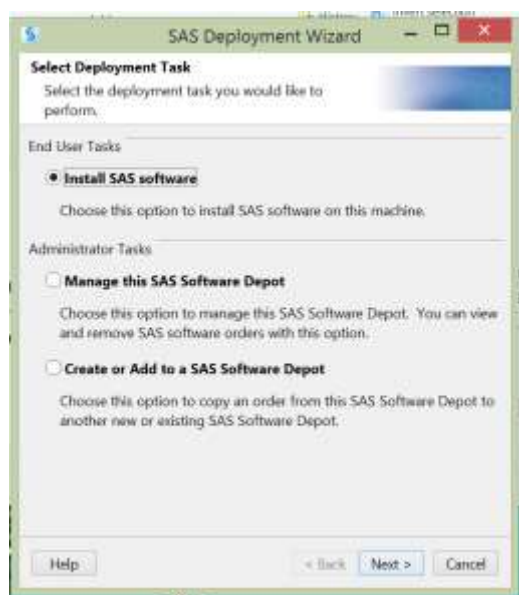 SAS Deployment Wizard
Select Deployment Task
Select the deployment task you would like to
perform.
End User Tasks
Install SAS software
Choose this option to install SAS software on this machine.
Administrator Tasks
Manage this SAS Software Depot
Choose this option to manage this SAS Software Depot. You can view
and remove SAS software orders with this option.
Create or Add to a SAS Software Depot
Choose this option to copy an order from this SAS Software Depot to
another new or existing SAS Software Depot.
Help
< Back
Next >
Cancel